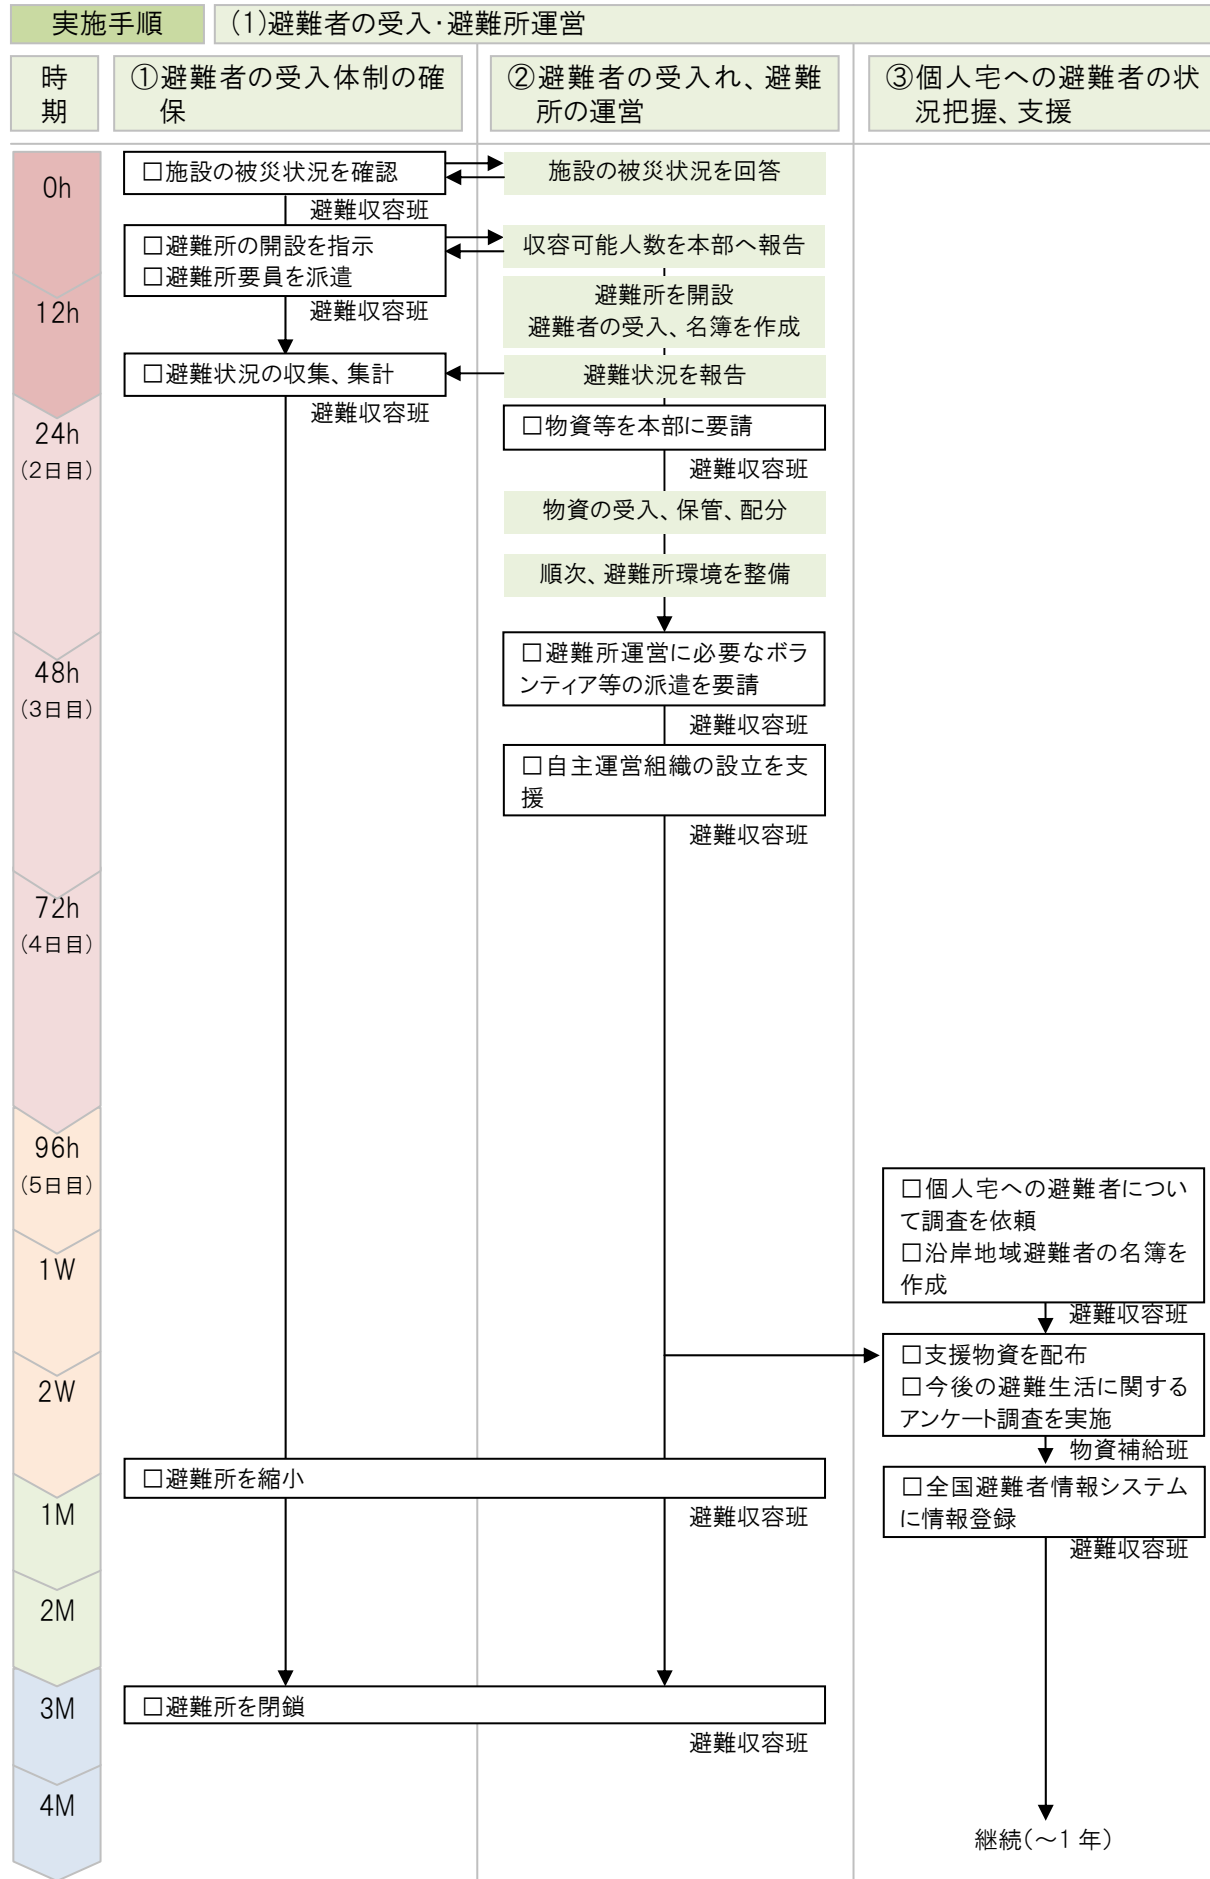 実施手順
(1)避難者の受入・避難所運営
時
期
①避難者の受入体制の確
保
②避難者の受入れ、避難
所の運営
③個人宅への避難者の状
況把握、支援
0h
□施設の被災状況を確認
施設の被災状況を回答
避難収容班
□避難所の開設を指示
□避難所要員を派遣
収容可能人数を本部へ報告
避難収容班
12h
避難所を開設
避難者の受入、名簿を作成
□避難状況の収集、集計
避難状況を報告
避難収容班
24h
(2日目)
□物資等を本部に要請
避難収容班
物資の受入、保管、配分
順次、避難所環境を整備
48h
(3日目)
□避難所運営に必要なボラ
ンティア等の派遣を要請
避難収容班
□自主運営組織の設立を支
援
避難収容班
72h
(4日目)
96h
(5日目)
□個人宅への避難者につい
て調査を依頼
□沿岸地域避難者の名簿を
作成
避難収容班
1W
□支援物資を配布
□今後の避難生活に関する
アンケート調査を実施
物資補給班
2W
□避難所を縮小
避難収容班
□全国避難者情報システム
に情報登録
避難収容班
1M
2M
3M
□避難所を閉鎖
避難収容班
4M
継続(～1年)